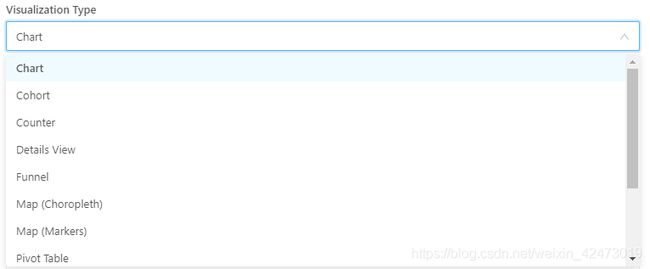 Visualization Type
Chart
Chart
Cohort
Counter
Details View
Funnel
Map (Choropleth)
Map (Markers)
Pivot Table
https://blog.csdn.net/weixin_42473019